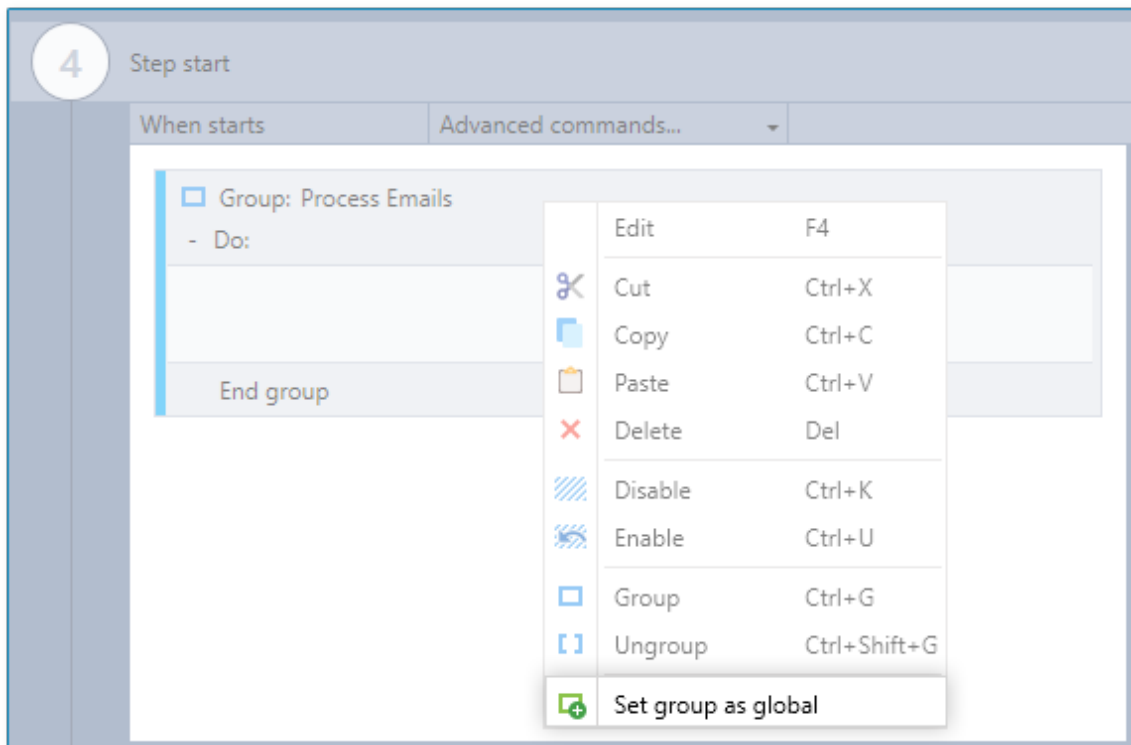 4 Step start
When starts Advanced commands...
Group: Process Emails
- Do:
End group
Edit F4
Cut Ctrl+X
Copy Ctrl+C
Paste Ctrl+V
Delete Del
Disable Ctrl+K
Enable Ctrl+U
Group Ctrl+G
Ungroup Ctrl+Shift+G
Set group as global